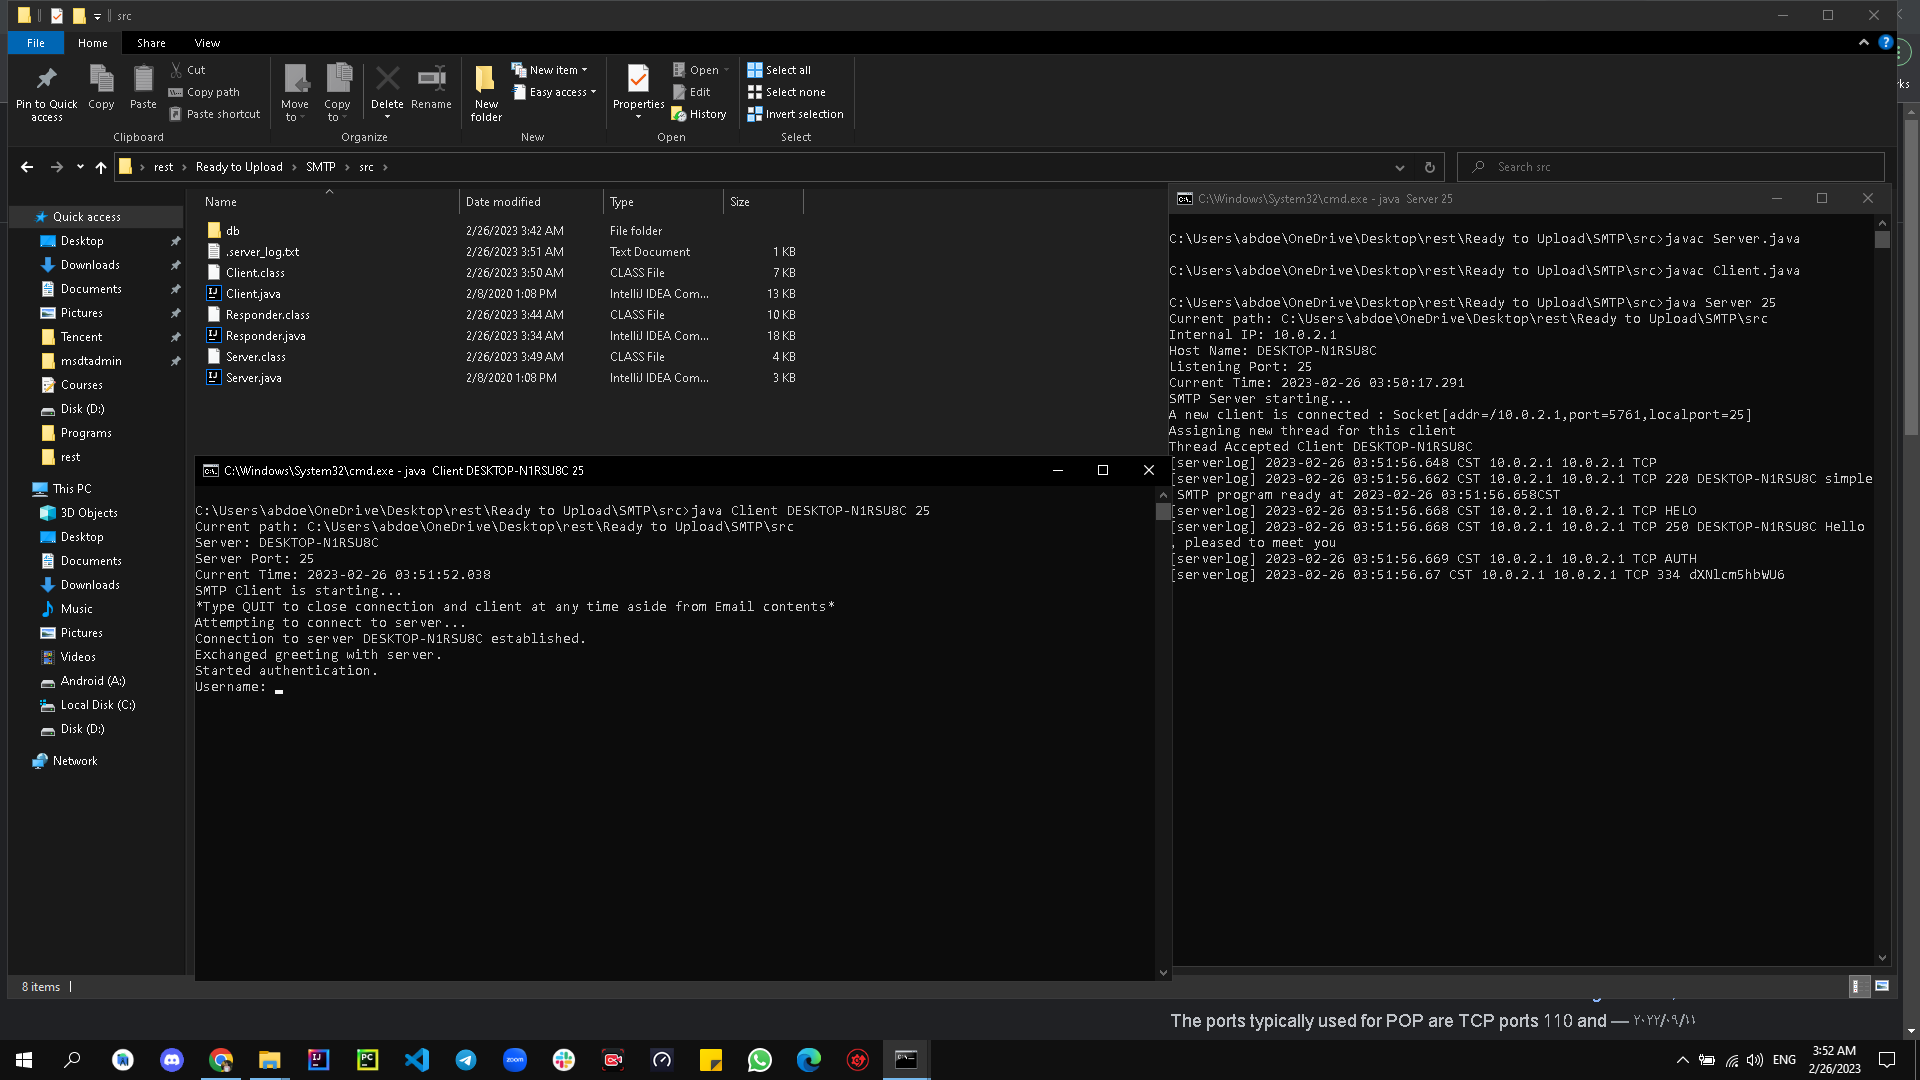 src
File Home Share View
Pin to Quick access
Copy
Paste
Cut
Copy path
Paste shortcut
Clipboard
Move to
Copy to
Delete
Rename
Organize
New folder
New item
Easy access
New
Properties
Open
Edit
History
Open
Select all
Select none
Invert selection
Select
rest > Ready to Upload > SMTP > src >
Search src
Quick access
Desktop
Downloads
Documents
Pictures
Tencent
msdtadmin
Courses
Disk (D:)
Programs
rest
This PC
3D Objects
Desktop
Documents
Downloads
Music
Pictures
Videos
Android (A:)
Local Disk (C:)
Disk (D:)
Network
Name Date modified Type Size
db 2/26/2023 3:42 AM File folder
.server_log.txt 2/26/2023 3:51 AM Text Document 1 KB
Client.class 2/26/2023 3:50 AM CLASS File 7 KB
Client.java 2/8/2020 1:08 PM IntelliJ IDEA Com... 13 KB
Responder.class 2/26/2023 3:44 AM CLASS File 10 KB
Responder.java 2/26/2023 3:34 AM IntelliJ IDEA Com... 18 KB
Server.class 2/26/2023 3:49 AM CLASS File 4 KB
Server.java 2/8/2020 1:08 PM IntelliJ IDEA Com... 3 KB
C:\Windows\System32\cmd.exe - java Client DESKTOP-N1RSU8C 25
C:\Users\abdoe\OneDrive\Desktop\rest\Ready to Upload\SMTP\src>java Client DESKTOP-N1RSU8C 25
Current path: C:\Users\abdoe\OneDrive\Desktop\rest\Ready to Upload\SMTP\src
Server: DESKTOP-N1RSU8C
Server Port: 25
Current Time: 2023-02-26 03:51:52.038
SMTP Client is starting...
*Type QUIT to close connection and client at any time aside from Email contents*
Attempting to connect to server...
Connection to server DESKTOP-N1RSU8C established.
Exchanged greeting with server.
Started authentication.
Username:
C:\Windows\System32\cmd.exe - java Server 25
C:\Users\abdoe\OneDrive\Desktop\rest\Ready to Upload\SMTP\src>javac Server.java
C:\Users\abdoe\OneDrive\Desktop\rest\Ready to Upload\SMTP\src>javac Client.java
C:\Users\abdoe\OneDrive\Desktop\rest\Ready to Upload\SMTP\src>java Server 25
Current path: C:\Users\abdoe\OneDrive\Desktop\rest\Ready to Upload\SMTP\src
Internal IP: 10.0.2.1
Host Name: DESKTOP-N1RSU8C
Listening Port: 25
Current Time: 2023-02-26 03:50:17.291
SMTP Server starting...
A new client is connected : Socket[addr=/10.0.2.1,port=5761,localport=25]
Assigning new thread for this client
Thread Accepted Client DESKTOP-N1RSU8C
[serverlog] 2023-02-26 03:51:56.648 CST 10.0.2.1 10.0.2.1 TCP
[serverlog] 2023-02-26 03:51:56.662 CST 10.0.2.1 10.0.2.1 TCP 220 DESKTOP-N1RSU8C simple
SMTP program ready at 2023-02-26 03:51:56.658CST
[serverlog] 2023-02-26 03:51:56.668 CST 10.0.2.1 10.0.2.1 TCP HELO
[serverlog] 2023-02-26 03:51:56.668 CST 10.0.2.1 10.0.2.1 TCP 250 DESKTOP-N1RSU8C Hello
, pleased to meet you
[serverlog] 2023-02-26 03:51:56.669 CST 10.0.2.1 10.0.2.1 TCP AUTH
[serverlog] 2023-02-26 03:51:56.67 CST 10.0.2.1 10.0.2.1 TCP 334 dXNlcm5hbWU6
8 items
The ports typically used for POP are TCP ports 110 and — ٢٠٢٢/٠٩/١١
ENG
3:52 AM
2/26/2023